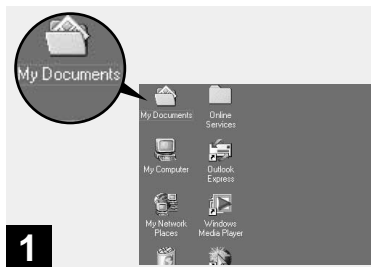 My Documents
My Documents
Online
Services
My Computer
Outlook
Express
My Network
Places
Windows
Media Player
1